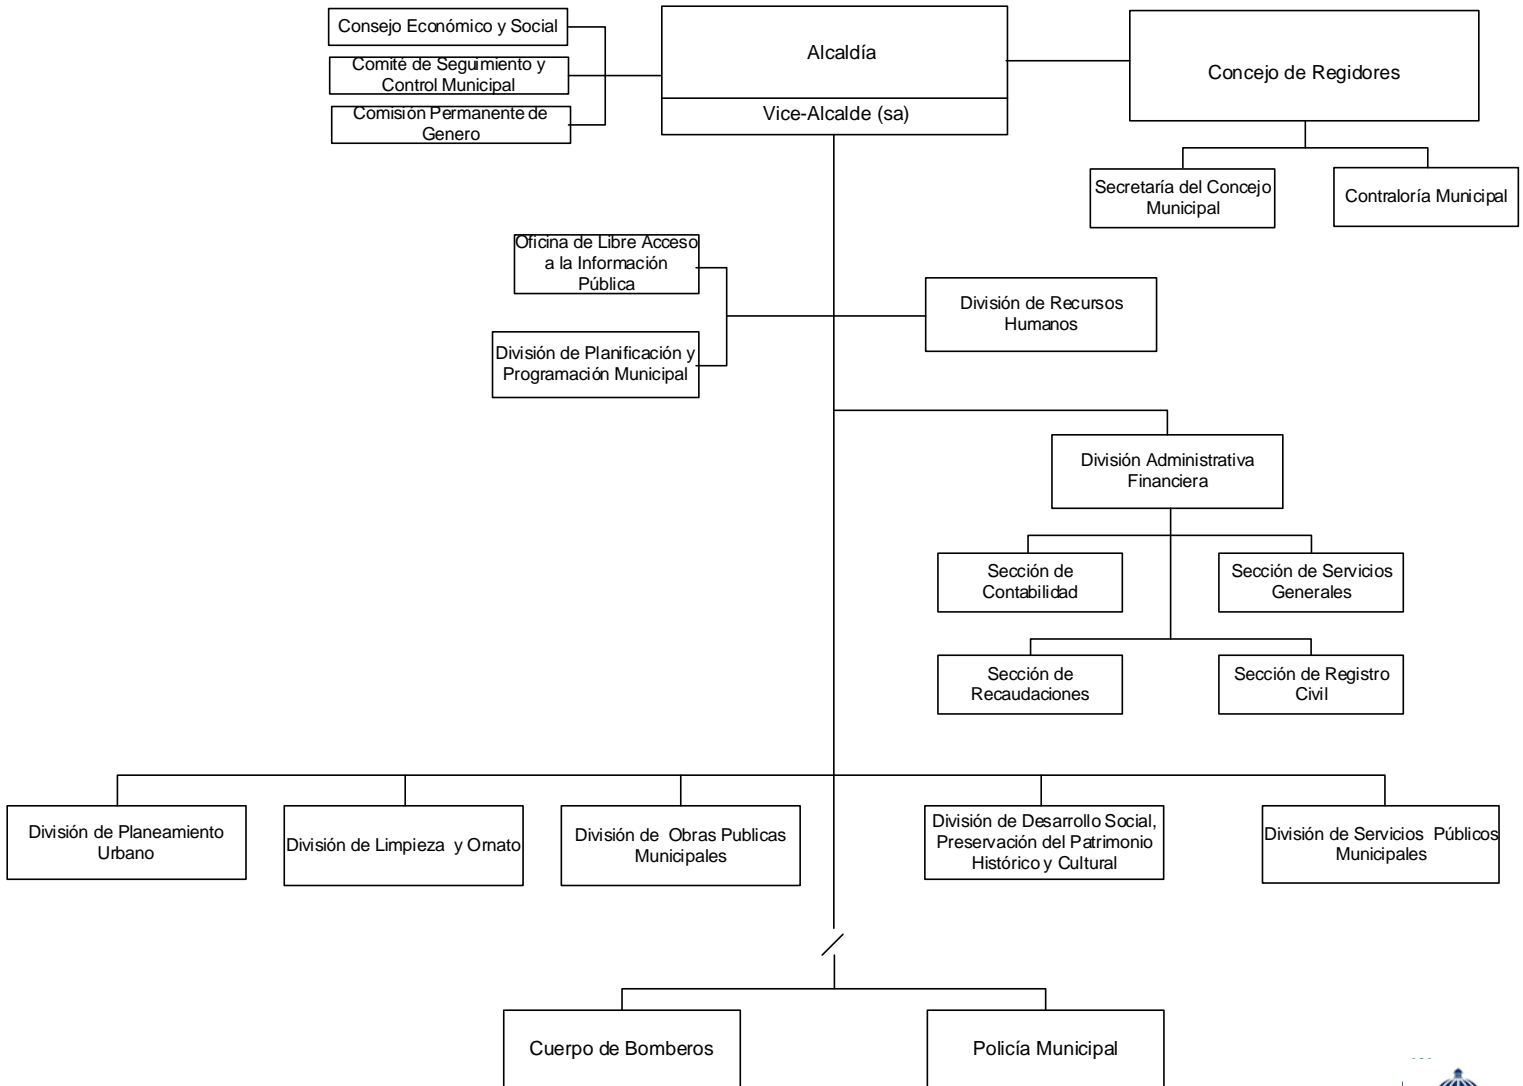 Consejo Económico y Social
Comité de Seguimiento y
Control Municipal
Comisión Permanente de
Genero
Alcaldía
Vice-Alcalde (sa)
Concejo de Regidores
Secretaría del Concejo
Municipal
Contraloría Municipal
Oficina de Libre Acceso
a la Información
Pública
División de Planificación y
Programación Municipal
División de Recursos
Humanos
División Administrativa
Financiera
Sección de
Contabilidad
Sección de Servicios
Generales
Sección de
Recaudaciones
Sección de Registro
Civil
División de Planeamiento
Urbano
División de Limpieza y Ornato
División de Obras Publicas
Municipales
División de Desarrollo Social,
Preservación del Patrimonio
Histórico y Cultural
División de Servicios Públicos
Municipales
Cuerpo de Bomberos
Policía Municipal